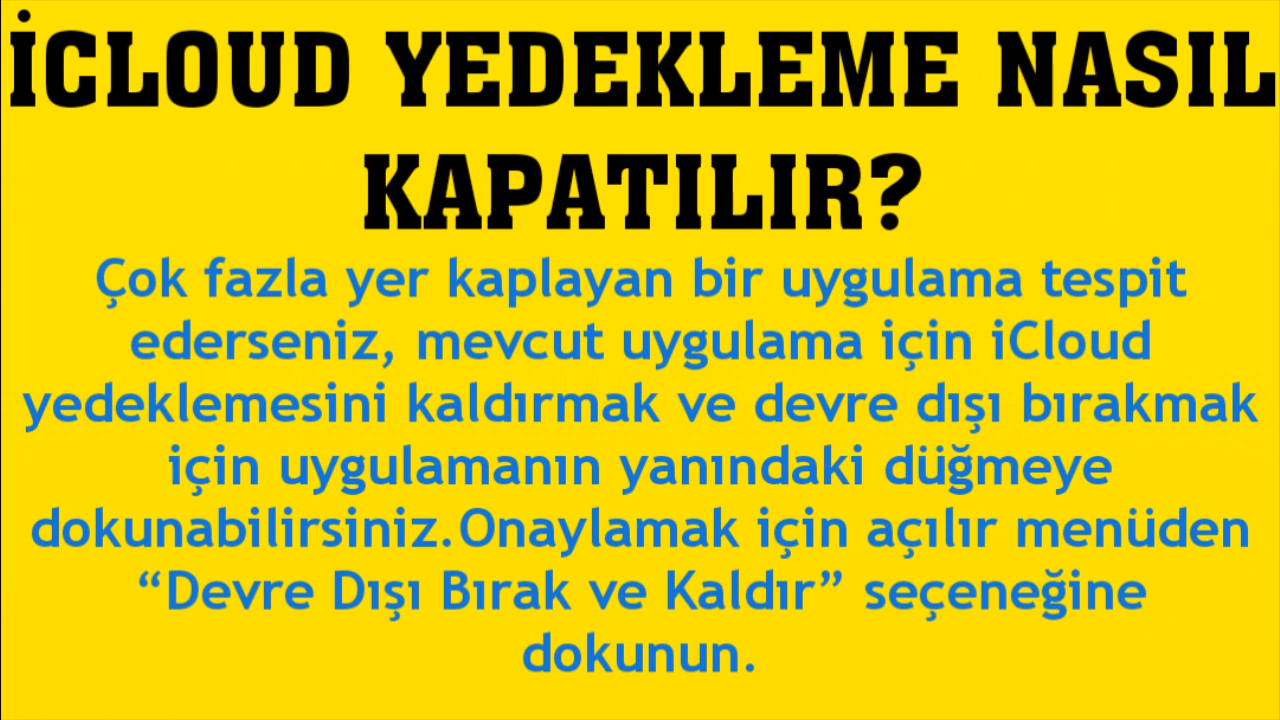 İCLOUD YEDEKLEME NASIL
KAPATILIR?
Çok fazla yer kaplayan bir uygulama tespit
ederseniz, mevcut uygulama için iCloud
yedeklemesini kaldırmak ve devre dışı bırakmak
için uygulamanın yanındaki düğmeye
dokunabilirsiniz.Onaylamak için açılır menüden
“Devre Dışı Bırak ve Kaldır” seçeneğine
dokunun.